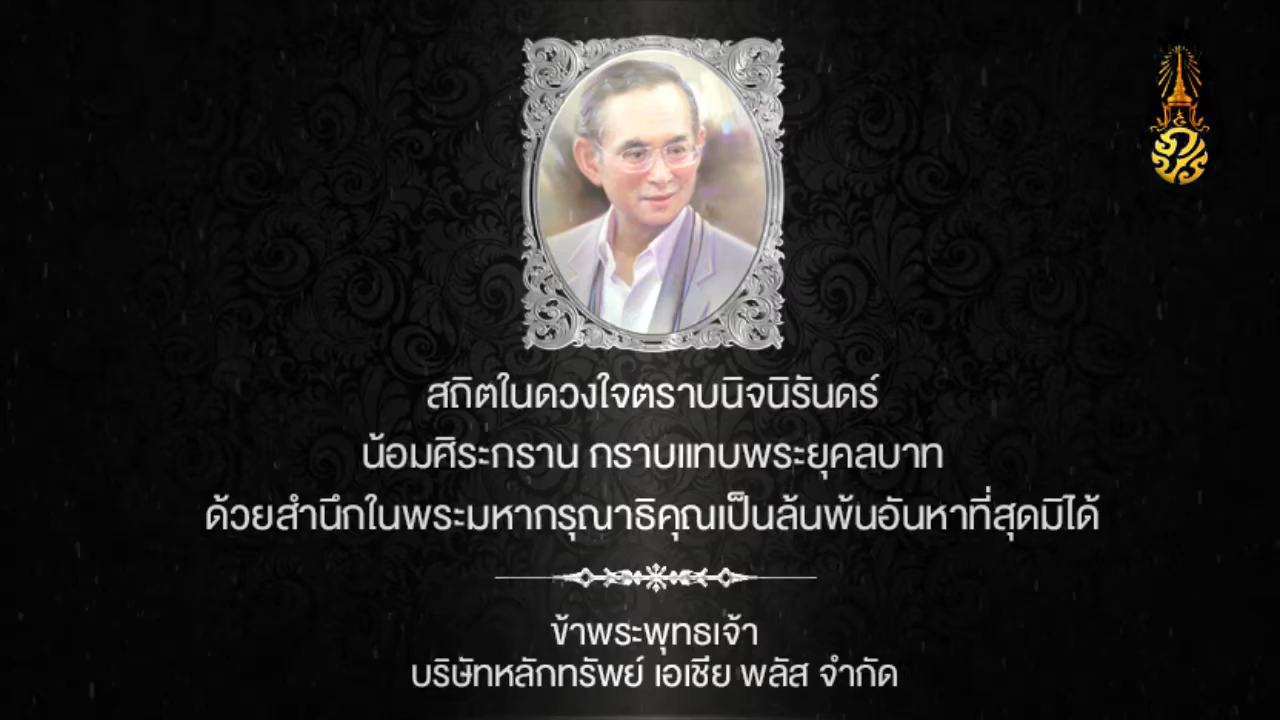 สถิตในดวงใจตราบนิจนิรันดร์
น้อมศิระกราน กราบแทบพระยุคลบาท
ด้วยสำนึกในพระมหากรุณาธิคุณเป็นล้นพ้นอันหาที่สุดมิได้
ข้าพระพุทธเจ้า
บริษัทหลักทรัพย์ เอเชีย พลัส จำกัด